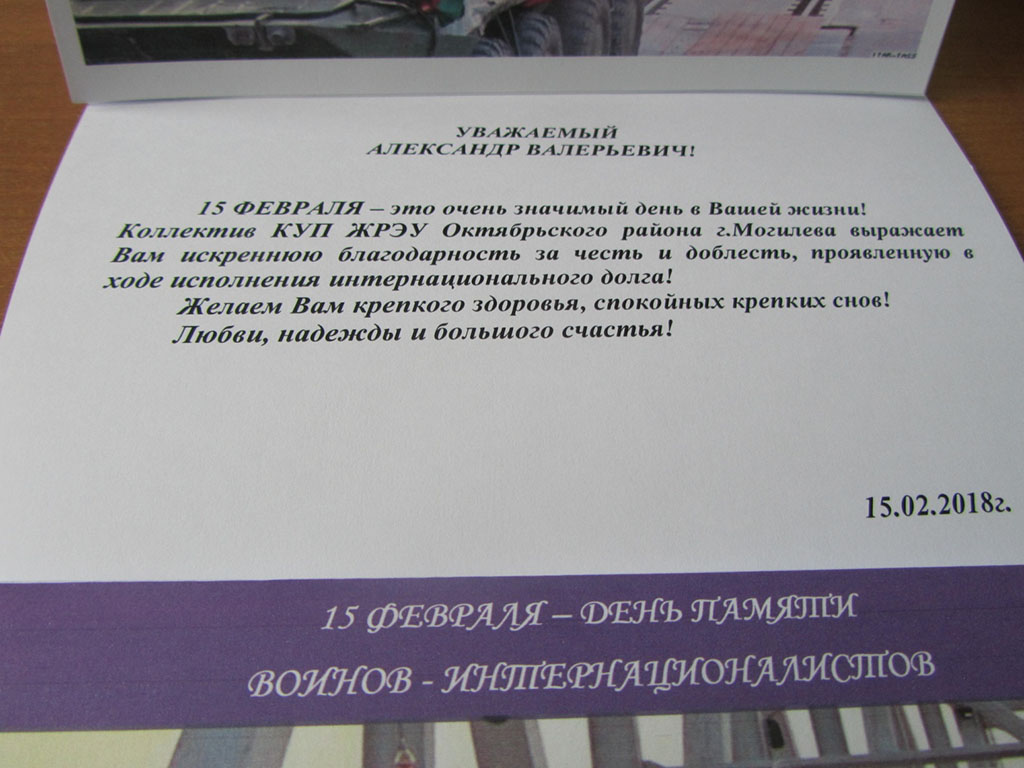 ITAR-TASS
УВАЖАЕМЫЙ
АЛЕКСАНДР ВАЛЕРЬЕВИЧ!
15 ФЕВРАЛЯ – это очень значимый день в Вашей жизни!
Коллектив КУП ЖРЭУ Октябрьского района г.Могилева выражает
Вам искреннюю благодарность за честь и доблесть, проявленную в
ходе исполнения интернационального долга!
Желаем Вам крепкого здоровья, спокойных крепких снов!
Любви, надежды и большого счастья!
15.02.2018г.
15 ФЕВРАЛЯ – ДЕНЬ ПАМЯТИ
ВОИНОВ - ИНТЕРНАЦИОНАЛИСТОВ